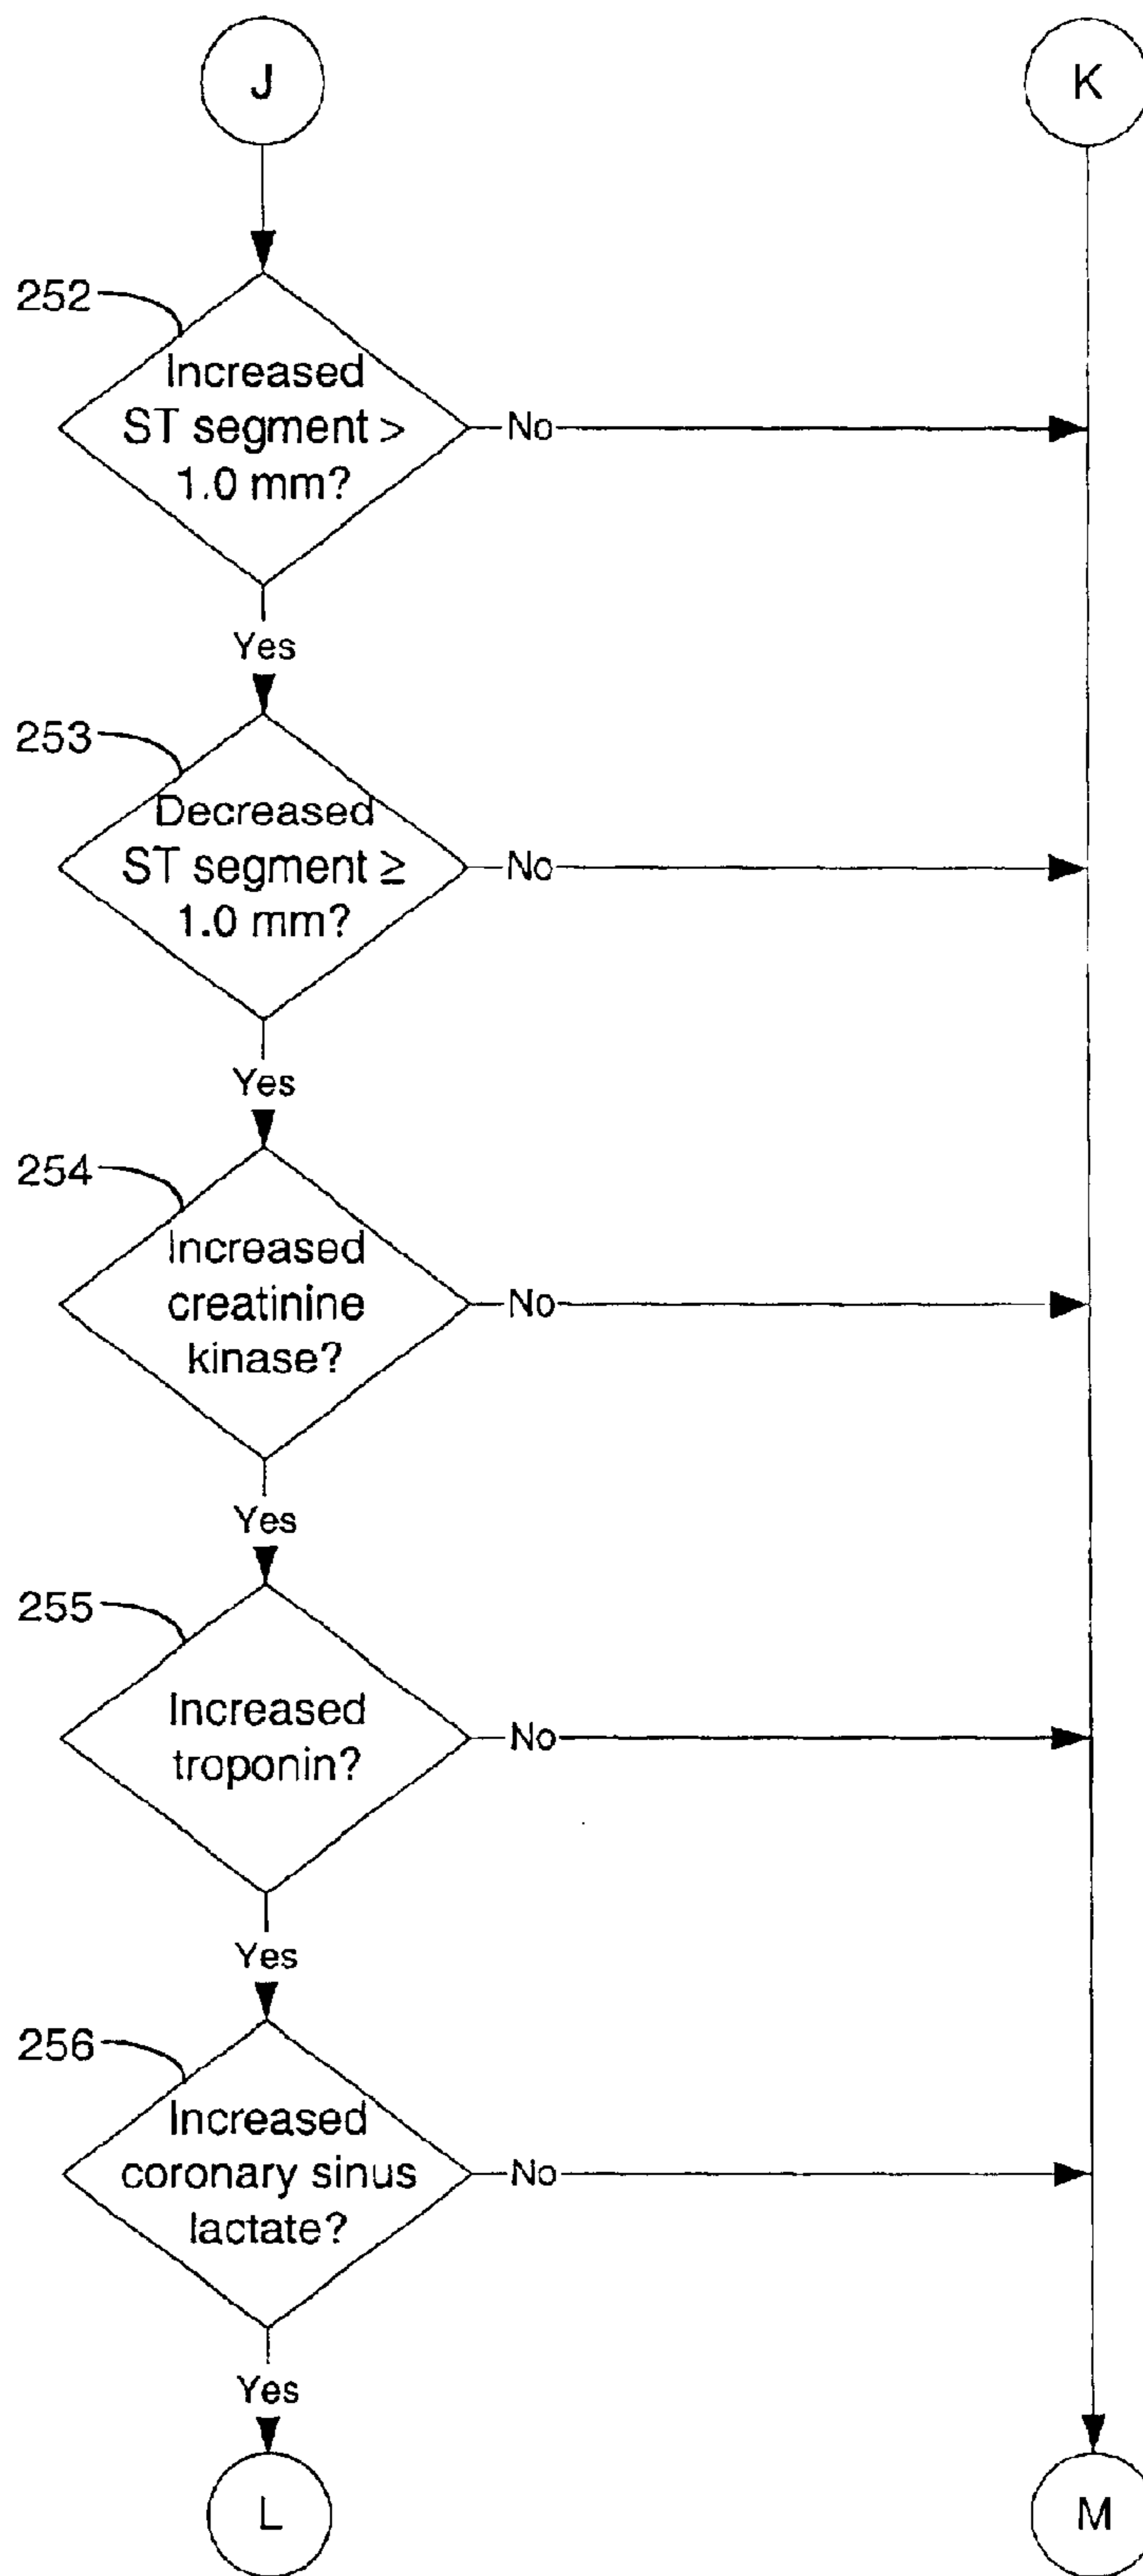 J
K
252
Increased
ST segment >
1.0 mm?
No
Yes
253
Decreased
ST segment ≥
1.0 mm?
No
Yes
254
Increased
creatinine
kinase?
No
Yes
255
Increased
troponin?
No
Yes
256
Increased
coronary sinus
lactate?
No
Yes
L
M